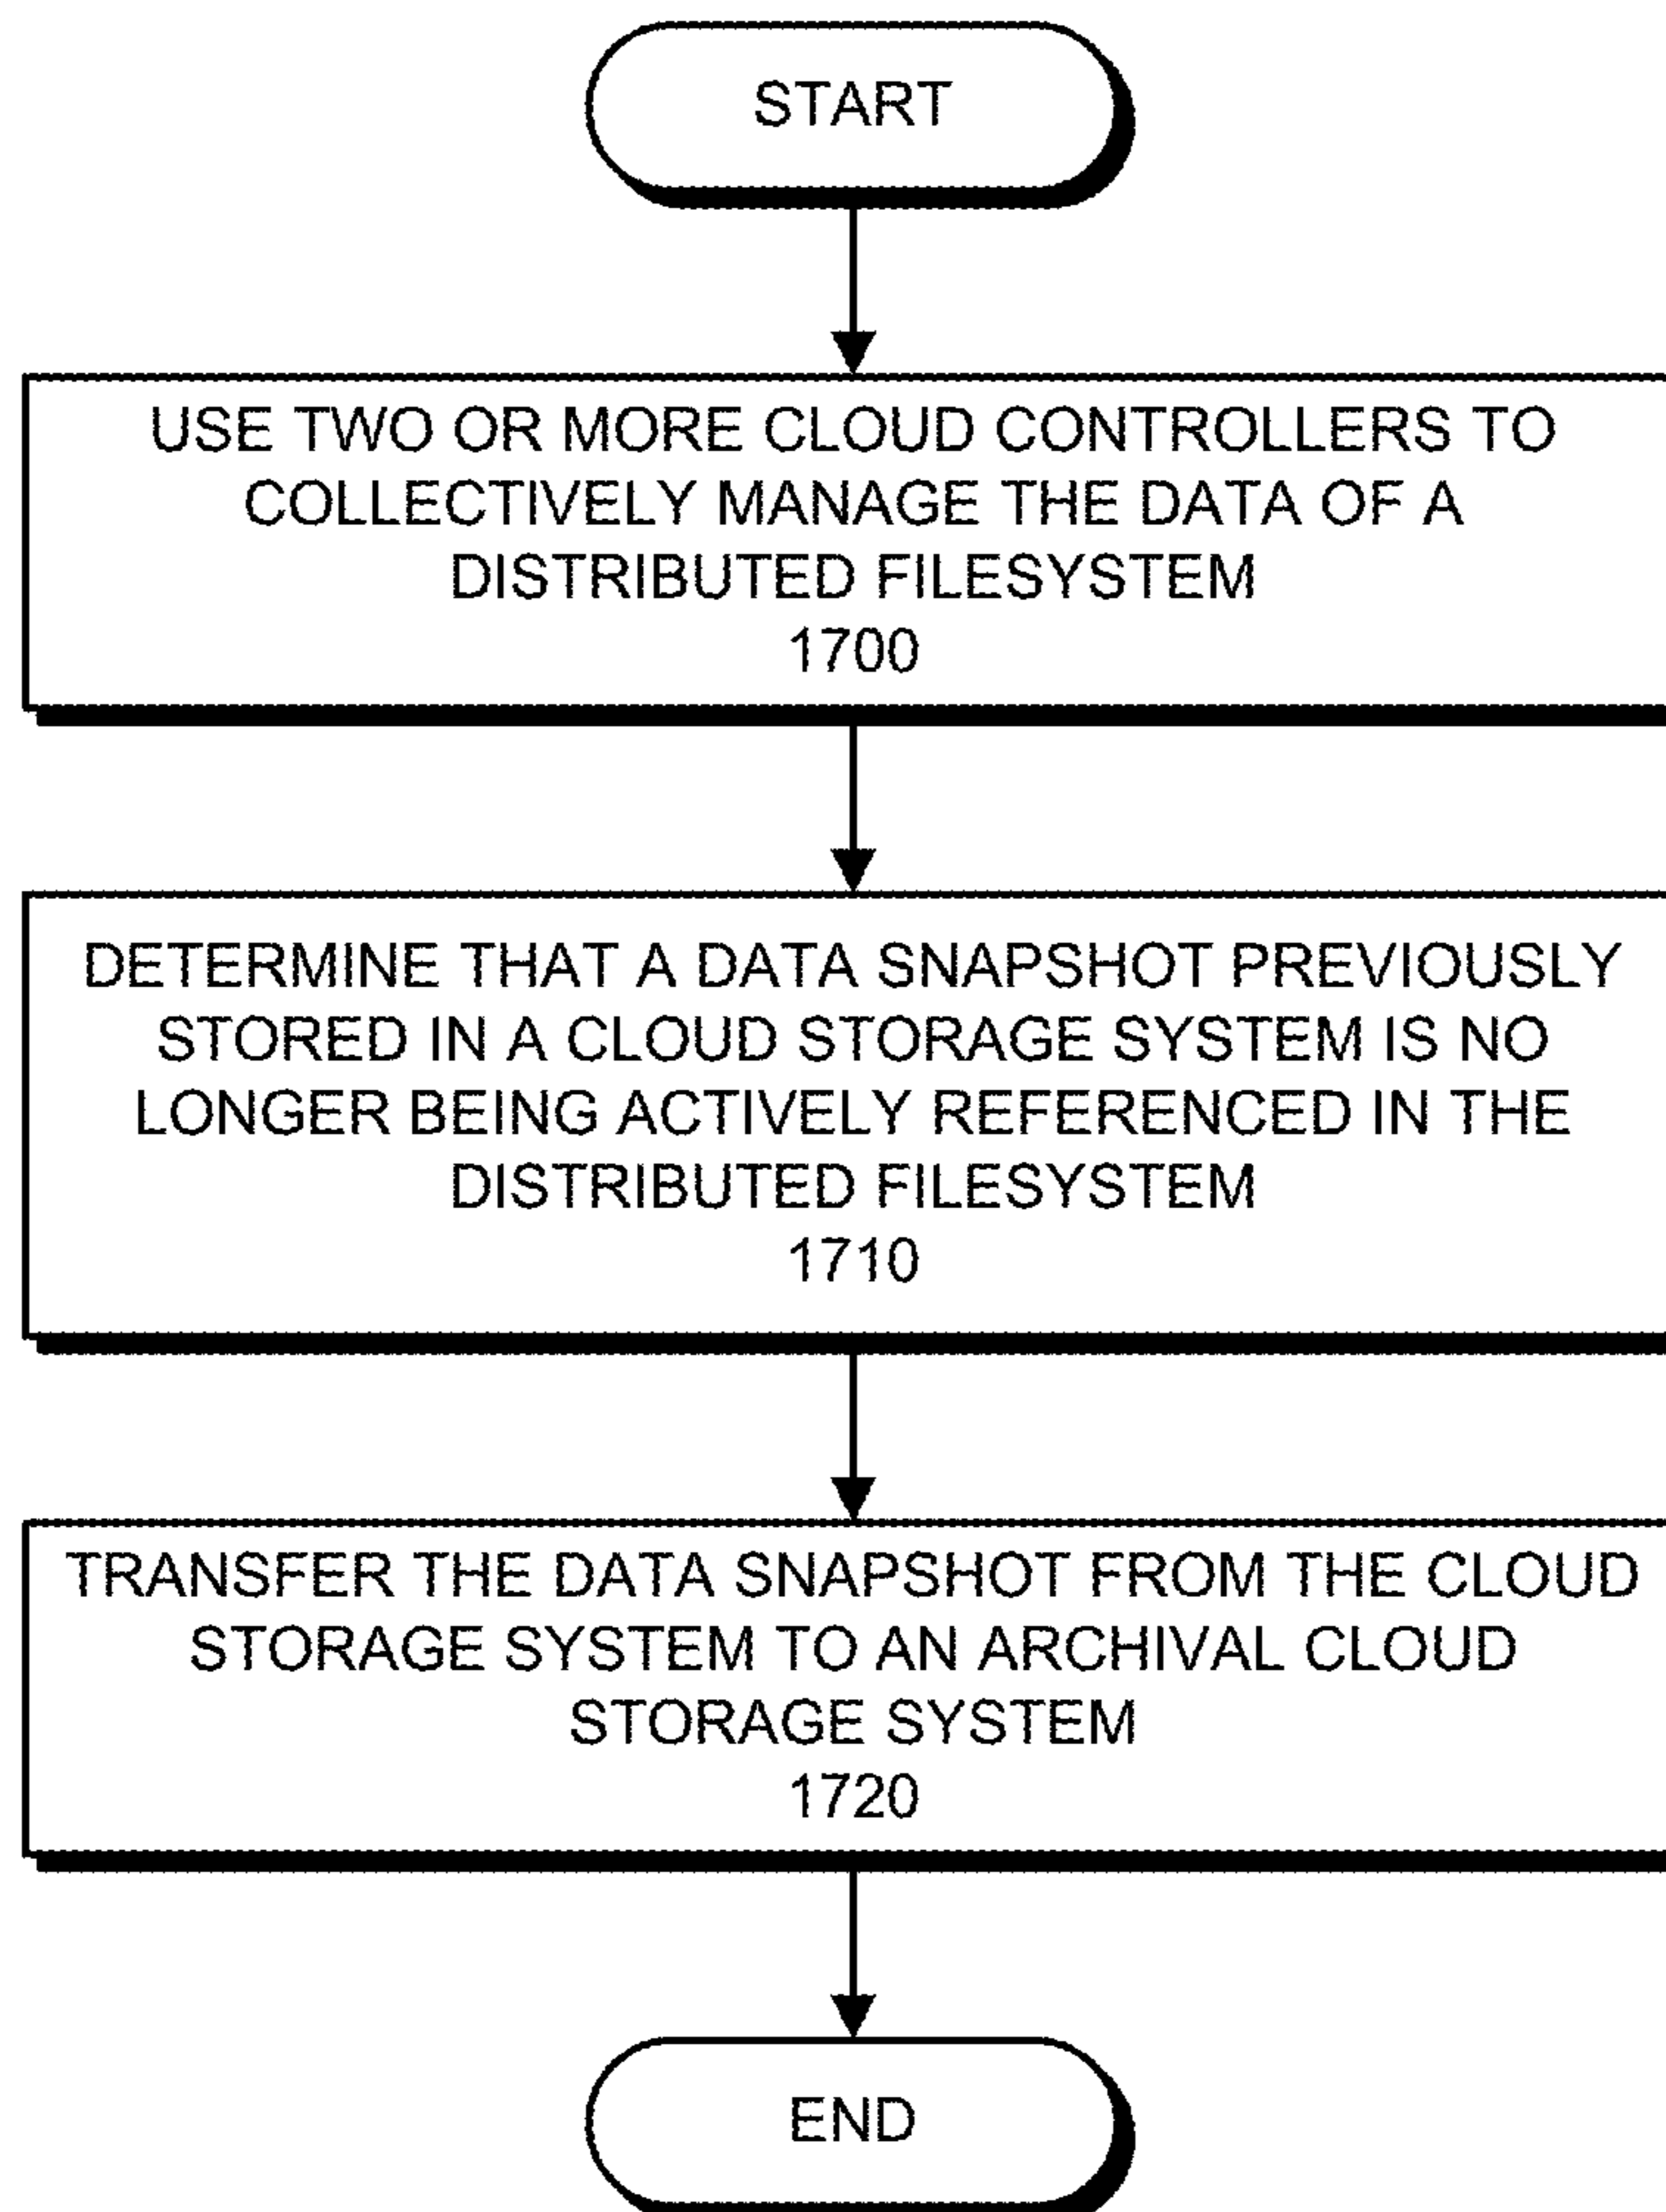 START
USE TWO OR MORE CLOUD CONTROLLERS TO
COLLECTIVELY MANAGE THE DATA OF A
DISTRIBUTED FILESYSTEM
1700
DETERMINE THAT A DATA SNAPSHOT PREVIOUSLY
STORED IN A CLOUD STORAGE SYSTEM IS NO
LONGER BEING ACTIVELY REFERENCED IN THE
DISTRIBUTED FILESYSTEM
1710
TRANSFER THE DATA SNAPSHOT FROM THE CLOUD
STORAGE SYSTEM TO AN ARCHIVAL CLOUD
STORAGE SYSTEM
1720
END